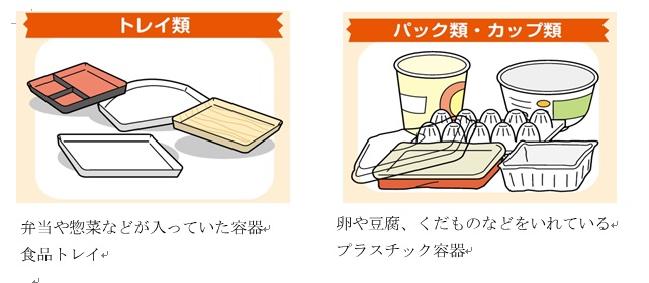 トレイ類
弁当や惣菜などが入っていた容器
食品トレイ
パック類・カップ類
卵や豆腐、くだものなどをいれている
プラスチック容器